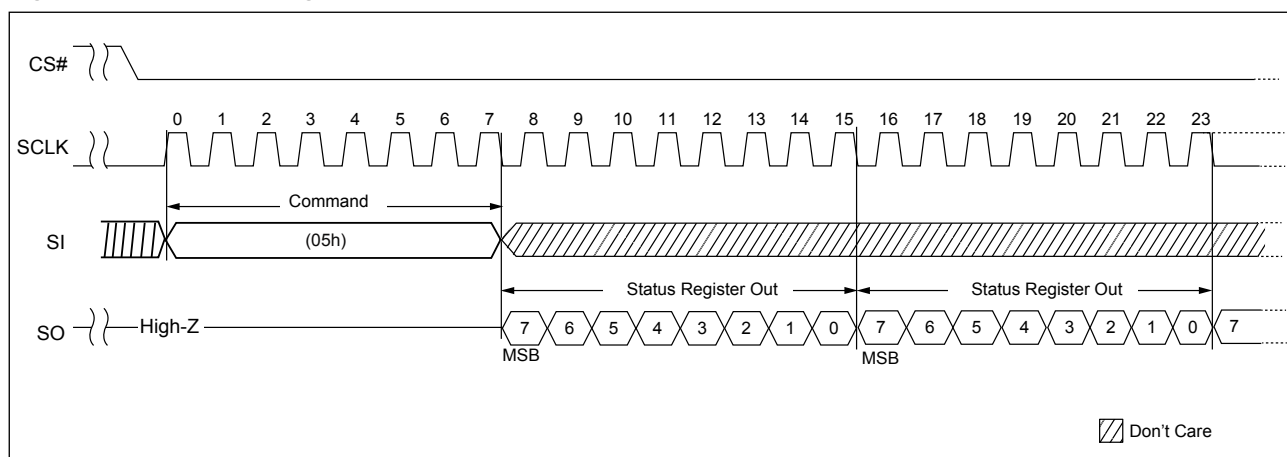 CS#
0 1 2 3 4 5 6 7 8 9 10 11 12 13 14 15 16 17 18 19 20 21 22 23
SCLK
Command
SI
(05h)
Status Register Out Status Register Out
SO High-Z 7 6 5 4 3 2 1 0 7 6 5 4 3 2 1 0 7
MSB MSB
Don't Care